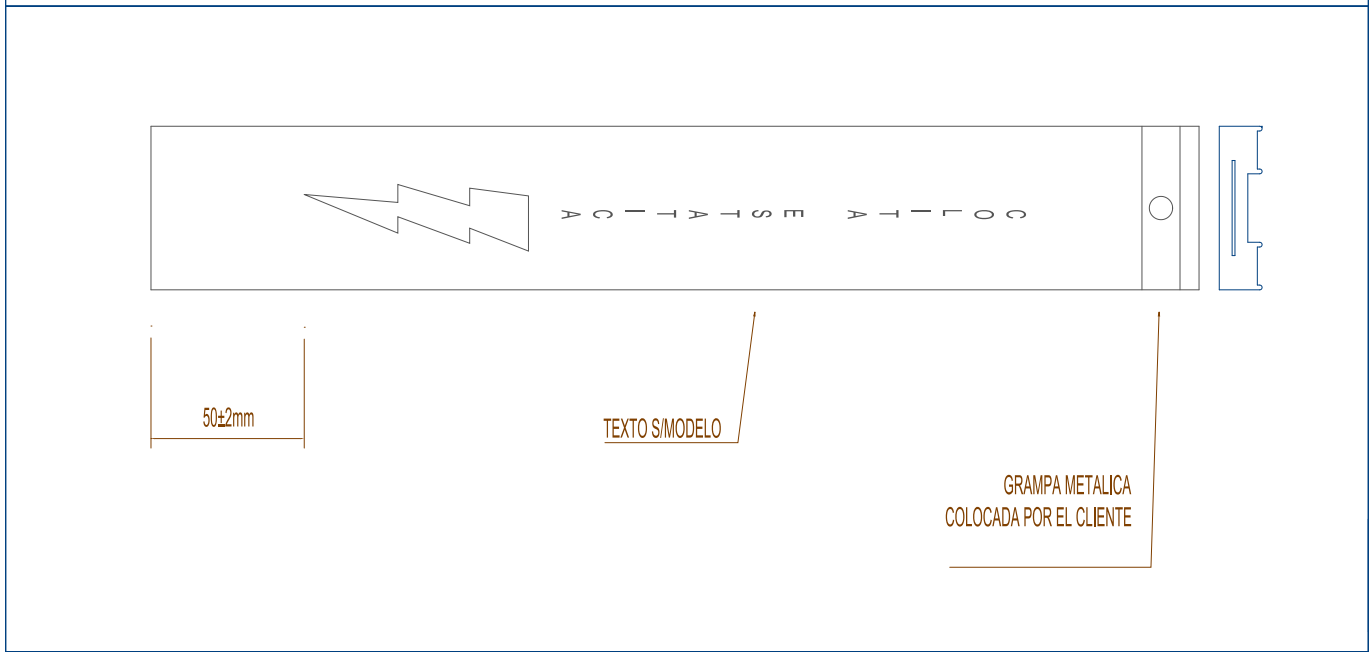 COLITA ESTATICA
50±2mm
TEXTO S/MODELO
GRAMPA METALICA
COLOCADA POR EL CLIENTE